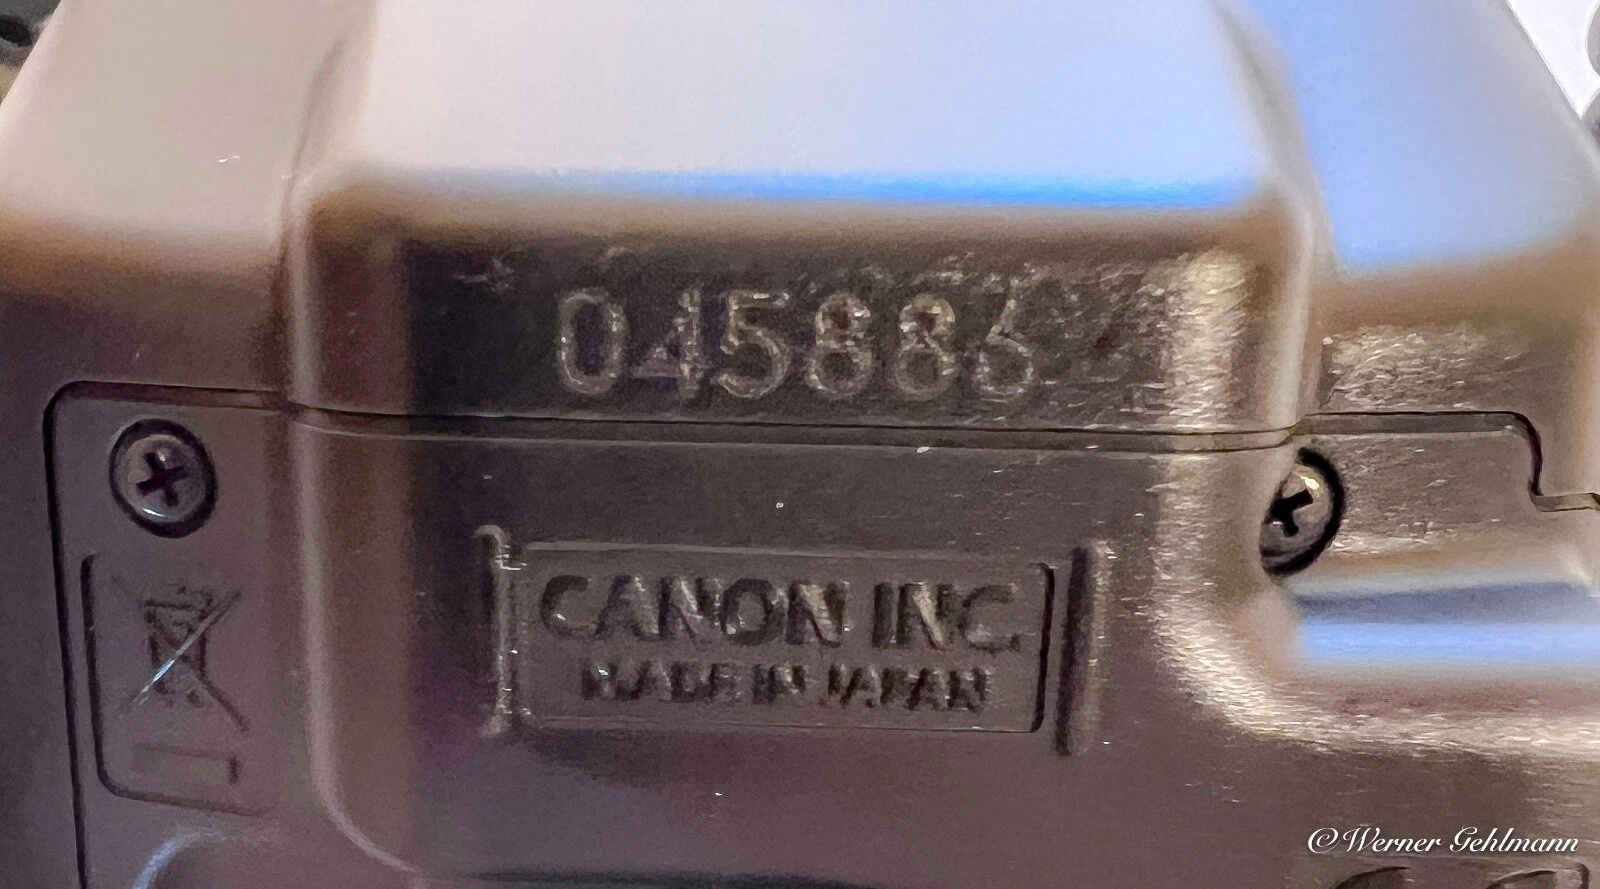 045886
CANON INC.
MADE IN JAPAN
©Werner Gehlmann